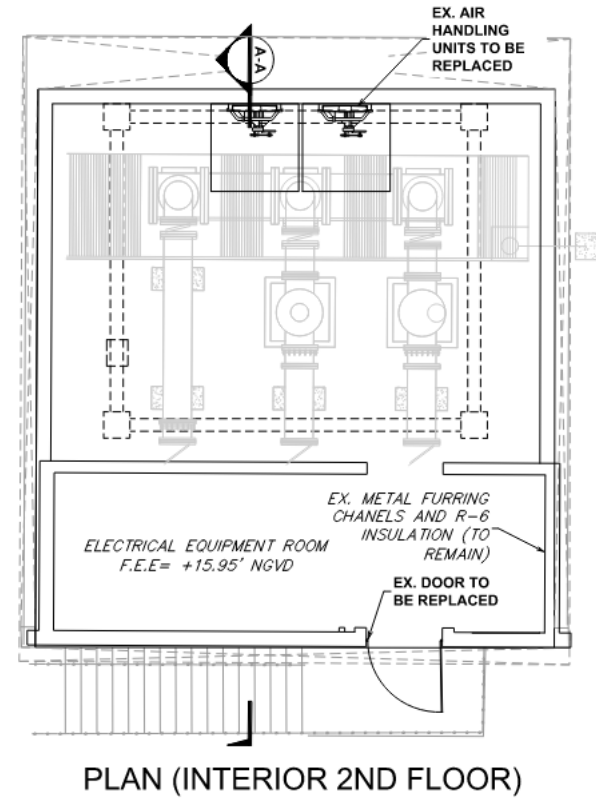 EX. AIR
HANDLING
UNITS TO BE
REPLACED
A-A
EX. METAL FURRING
CHANELS AND R-6
INSULATION (TO
REMAIN)
ELECTRICAL EQUIPMENT ROOM
F.E.E= +15.95' NGVD
EX. DOOR TO
BE REPLACED
PLAN (INTERIOR 2ND FLOOR)